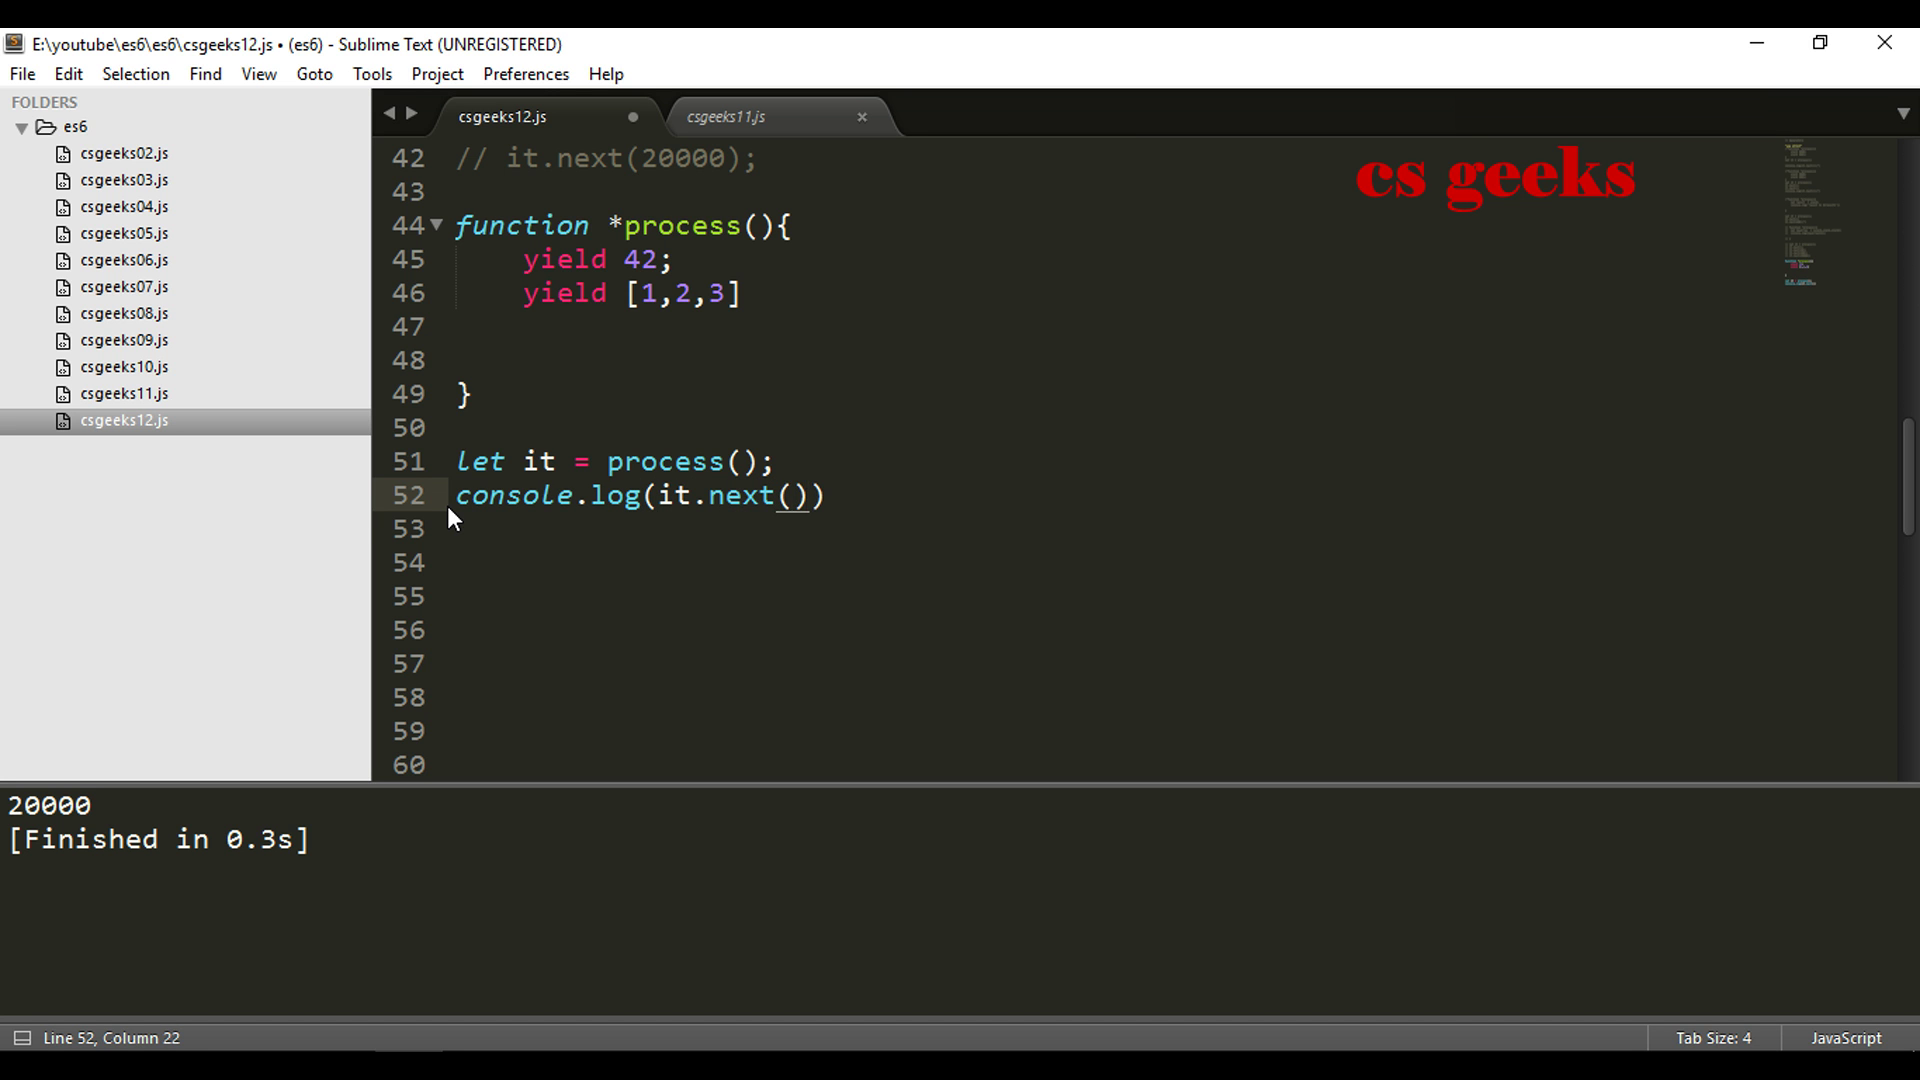 E:\youtube\es6\es6\csgeeks12.js • (es6) - Sublime Text (UNREGISTERED)
File Edit Selection Find View Goto Tools Project Preferences Help
FOLDERS
es6
csgeeks02.js
csgeeks03.js
csgeeks04.js
csgeeks05.js
csgeeks06.js
csgeeks07.js
csgeeks08.js
csgeeks09.js
csgeeks10.js
csgeeks11.js
csgeeks12.js
csgeeks12.js csgeeks11.js
cs geeks
42 // it.next(20000);
43
44 function *process(){
45 yield 42;
46 yield [1,2,3]
47
48
49 }
50
51 let it = process();
52 console.log(it.next())
53
54
55
56
57
58
59
60
20000
[Finished in 0.3s]
Line 52, Column 22 Tab Size: 4 JavaScript